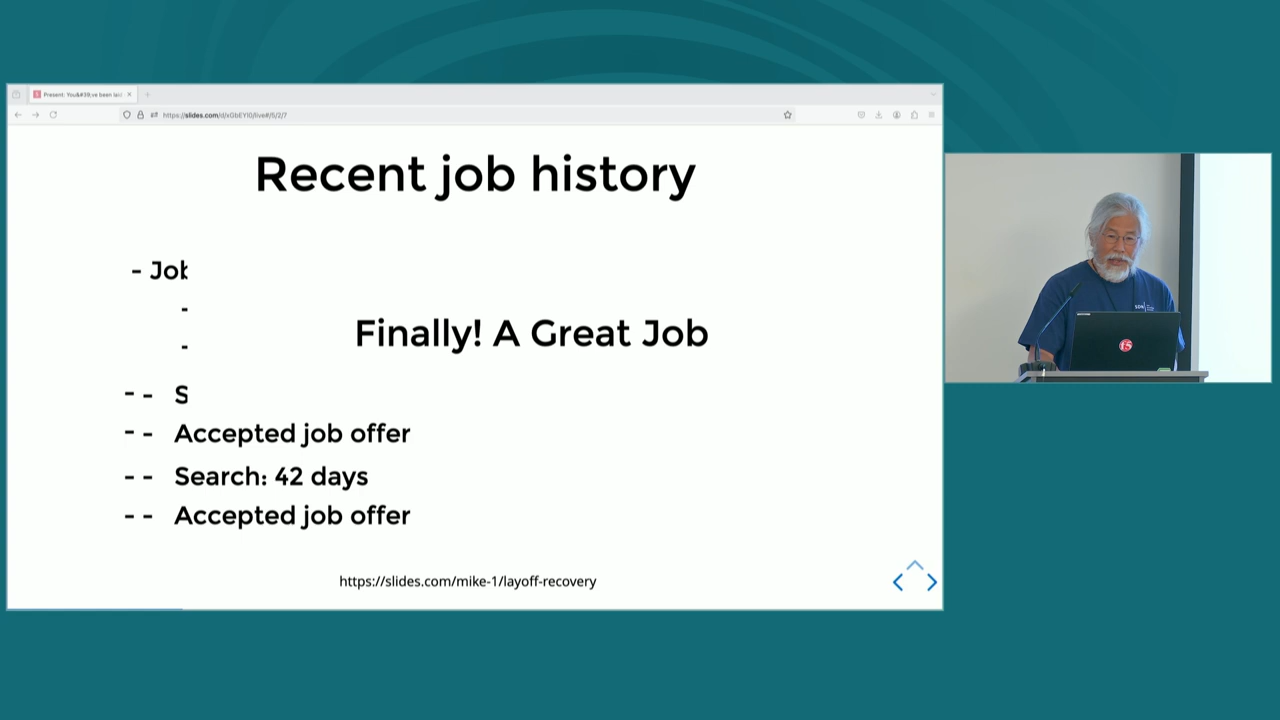 Present: You&#39;ve been laid
https://slides.com/d/xGbEYI0/live#/5/2/7
Recent job history
- Job
-
Finally! A Great Job
-
- - S
- - Accepted job offer
- - Search: 42 days
- - Accepted job offer
https://slides.com/mike-1/layoff-recovery
f5